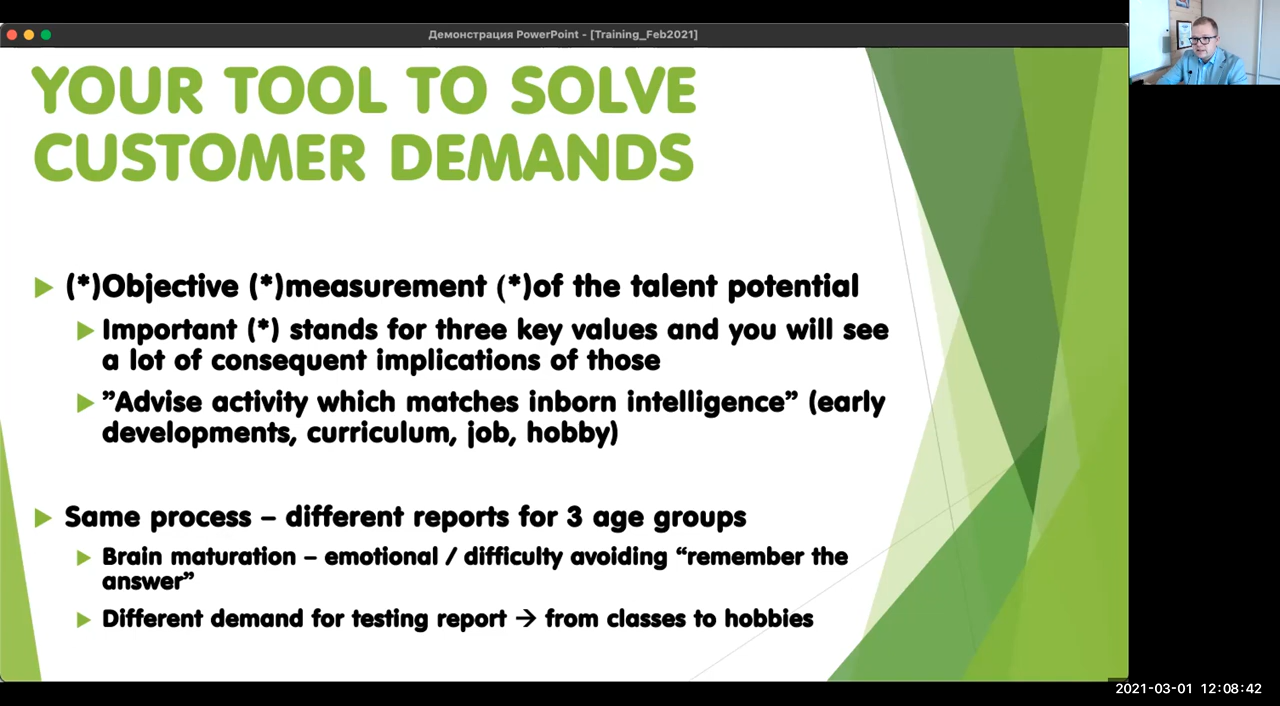 Демонстрация PowerPoint - [Training_Feb2021]
YOUR TOOL TO SOLVE
CUSTOMER DEMANDS
(*)Objective (*)measurement (*)of the talent potential
Important (*) stands for three key values and you will see
a lot of consequent implications of those
”Advise activity which matches inborn intelligence” (early
developments, curriculum, job, hobby)
Same process – different reports for 3 age groups
Brain maturation – emotional / difficulty avoiding “remember the
answer”
Different demand for testing report → from classes to hobbies
2021-03-01 12:08:42